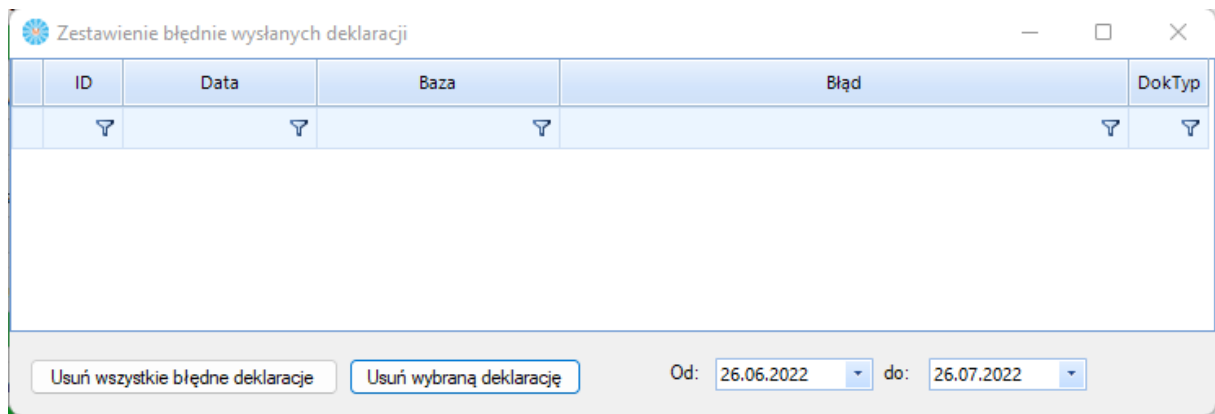 Zestawienie błędnie wysłanych deklaracji
ID Data Baza Błąd DokTyp
Usuń wszystkie błędne deklaracje Usuń wybraną deklarację Od: 26.06.2022 do: 26.07.2022